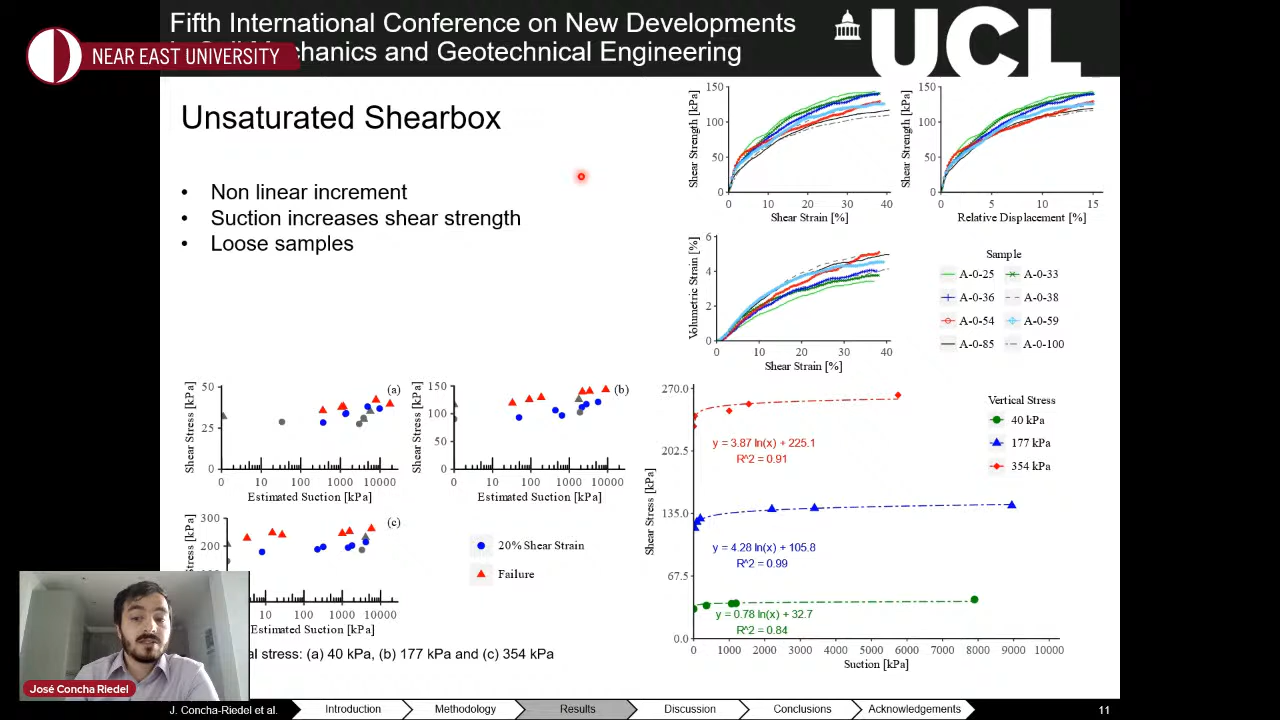 Fifth International Conference on New Developments
chanics and Geotechnical Engineering
NEAR EAST UNIVERSITY
UCL
Unsaturated Shearbox
• Non linear increment
• Suction increases shear strength
• Loose samples
Shear Strength [kPa]
150
100
50
0
0 10 20 30 40
Shear Strain [%]
Shear Strength [kPa]
150
100
50
0
0 5 10 15
Relative Displacement [%]
Volumetric Strain [%]
6
4
2
0
0 10 20 30 40
Shear Strain [%]
Sample
A-0-25 A-0-33
A-0-36 A-0-38
A-0-54 A-0-59
A-0-85 A-0-100
(a)
Shear Stress [kPa]
50
25
0
0 10 100 1000 10000
Estimated Suction [kPa]
(b)
Shear Stress [kPa]
150
100
50
0
0 10 100 1000 10000
Estimated Suction [kPa]
(c)
Stress [kPa]
300
200
10 100 1000 10000
Estimated Suction [kPa]
20% Shear Strain
Failure
al stress: (a) 40 kPa, (b) 177 kPa and (c) 354 kPa
Shear Stress [kPa]
270.0
202.5
135.0
67.5
0.0
y = 3.87 ln(x) + 225.1
R^2 = 0.91
y = 4.28 ln(x) + 105.8
R^2 = 0.99
y = 0.78 ln(x) + 32.7
R^2 = 0.84
0 1000 2000 3000 4000 5000 6000 7000 8000 9000 10000
Suction [kPa]
Vertical Stress
40 kPa
177 kPa
354 kPa
José Concha Riedel
J. Concha-Riedel et al. Introduction Methodology Results Discussion Conclusions Acknowledgements 11